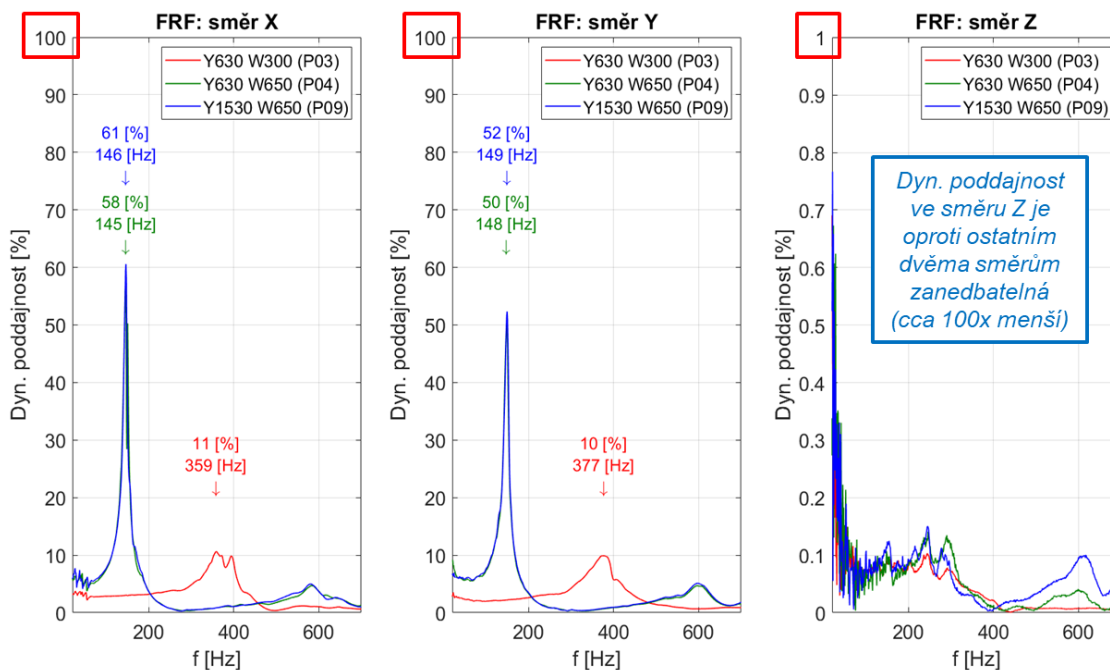 FRF: směr X
100
90
80
70
60
50
40
30
20
10
0
200
400
600
f [Hz]
Dyn. poddajnost [%]
Y630 W300 (P03)
Y630 W650 (P04)
Y1530 W650 (P09)
61 [%]
146 [Hz]
↓
58 [%]
145 [Hz]
↓
11 [%]
359 [Hz]
↓
FRF: směr Y
100
90
80
70
60
50
40
30
20
10
0
200
400
600
f [Hz]
Dyn. poddajnost [%]
Y630 W300 (P03)
Y630 W650 (P04)
Y1530 W650 (P09)
52 [%]
149 [Hz]
↓
50 [%]
148 [Hz]
↓
10 [%]
377 [Hz]
↓
FRF: směr Z
1
0.9
0.8
0.7
0.6
0.5
0.4
0.3
0.2
0.1
0
200
400
600
f [Hz]
Dyn. poddajnost [%]
Y630 W300 (P03)
Y630 W650 (P04)
Y1530 W650 (P09)
Dyn. poddajnost
ve směru Z je
oproti ostatním
dvěma směrům
zanedbatelná
(cca 100x menší)